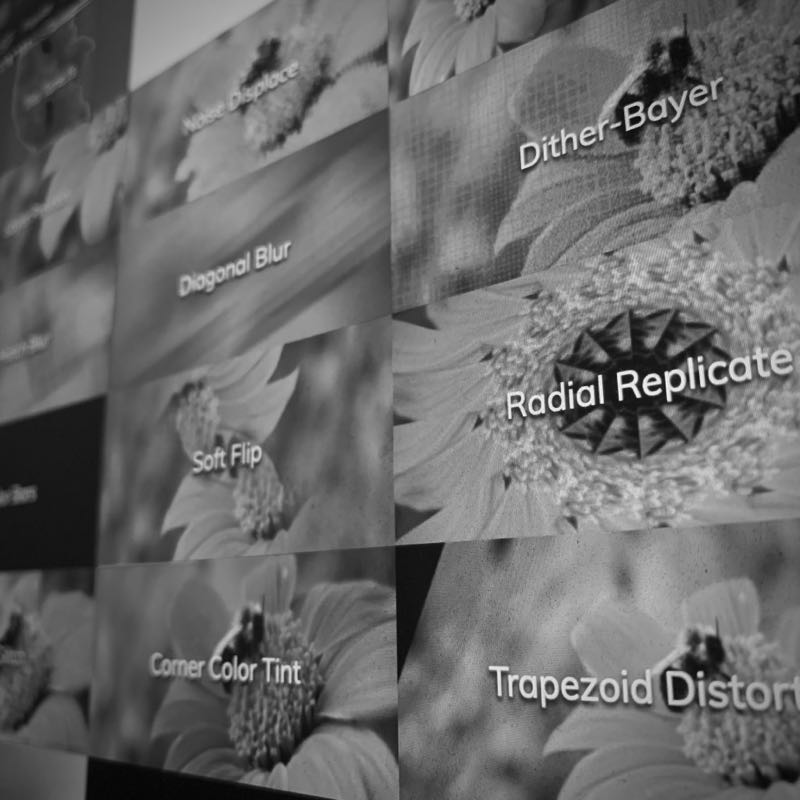 Noise Displace
Dither-Bayer
Diagonal Blur
Radial Replicate
Soft Flip
Corner Color Tint
Trapezoid Distort